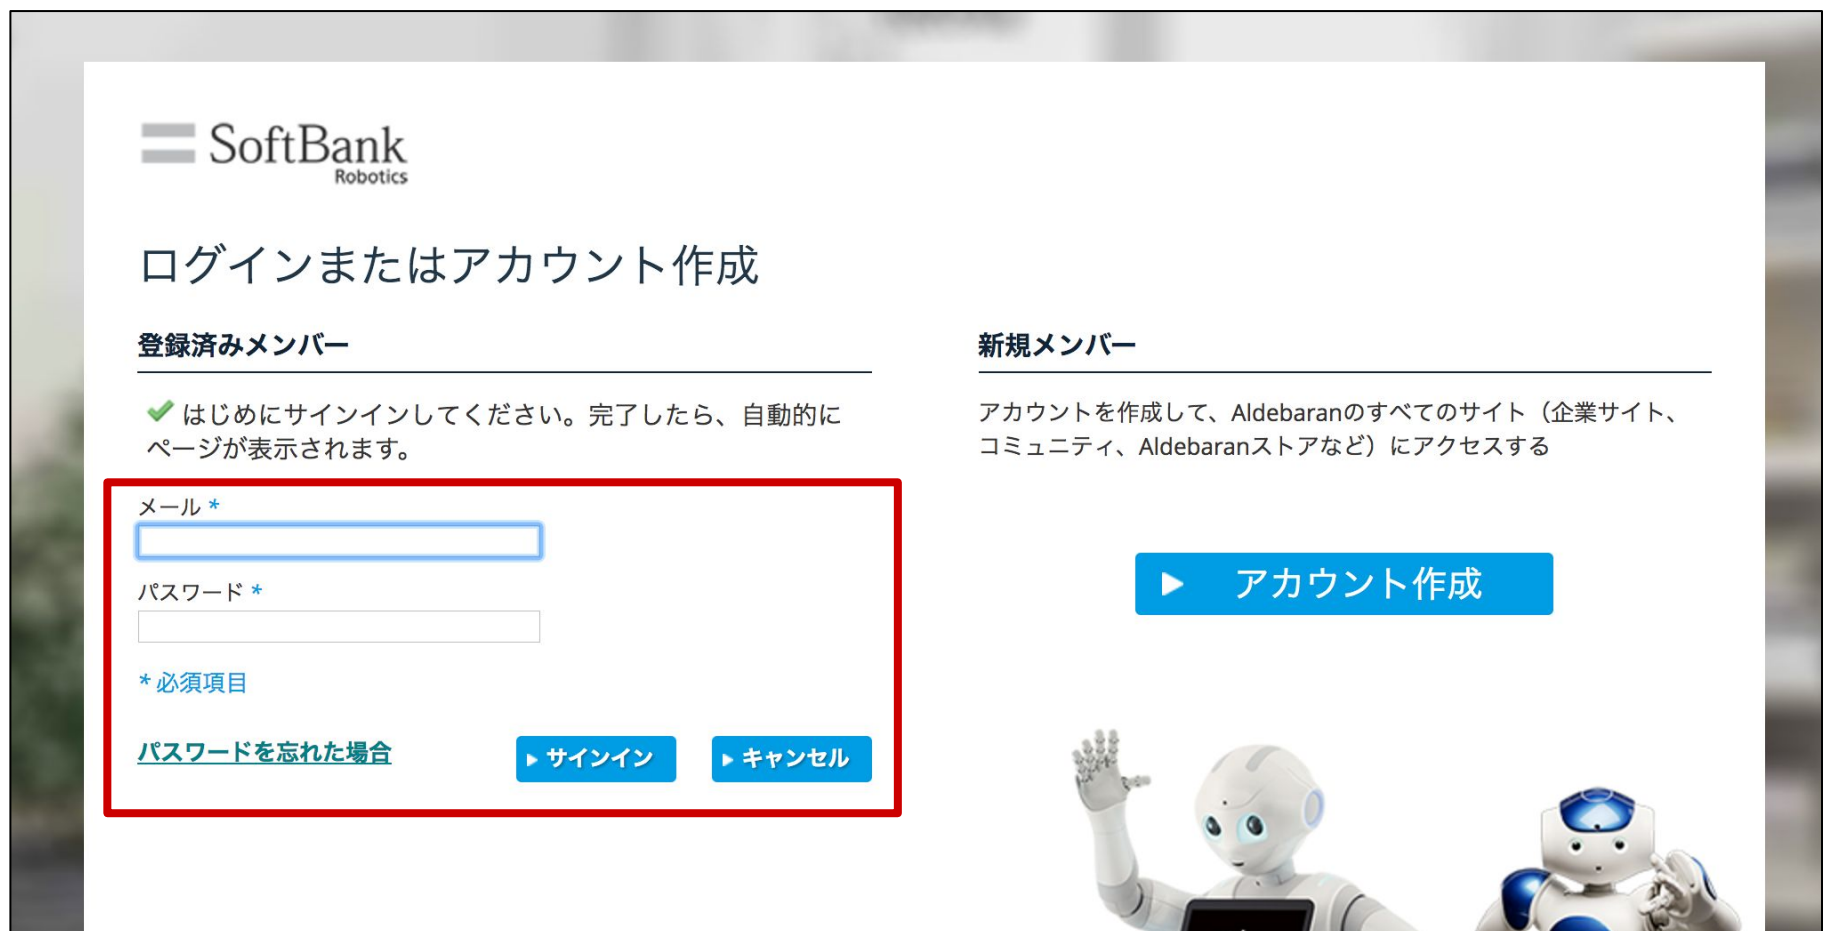 SoftBank
Robotics
ログインまたはアカウント作成
登録済みメンバー
はじめにサインインしてください。完了したら、自動的に
ページが表示されます。
メール *
パスワード *
* 必須項目
パスワードを忘れた場合
サインイン
キャンセル
新規メンバー
アカウントを作成して、Aldebaranのすべてのサイト（企業サイト、
コミュニティ、Aldebaranストアなど）にアクセスする
アカウント作成